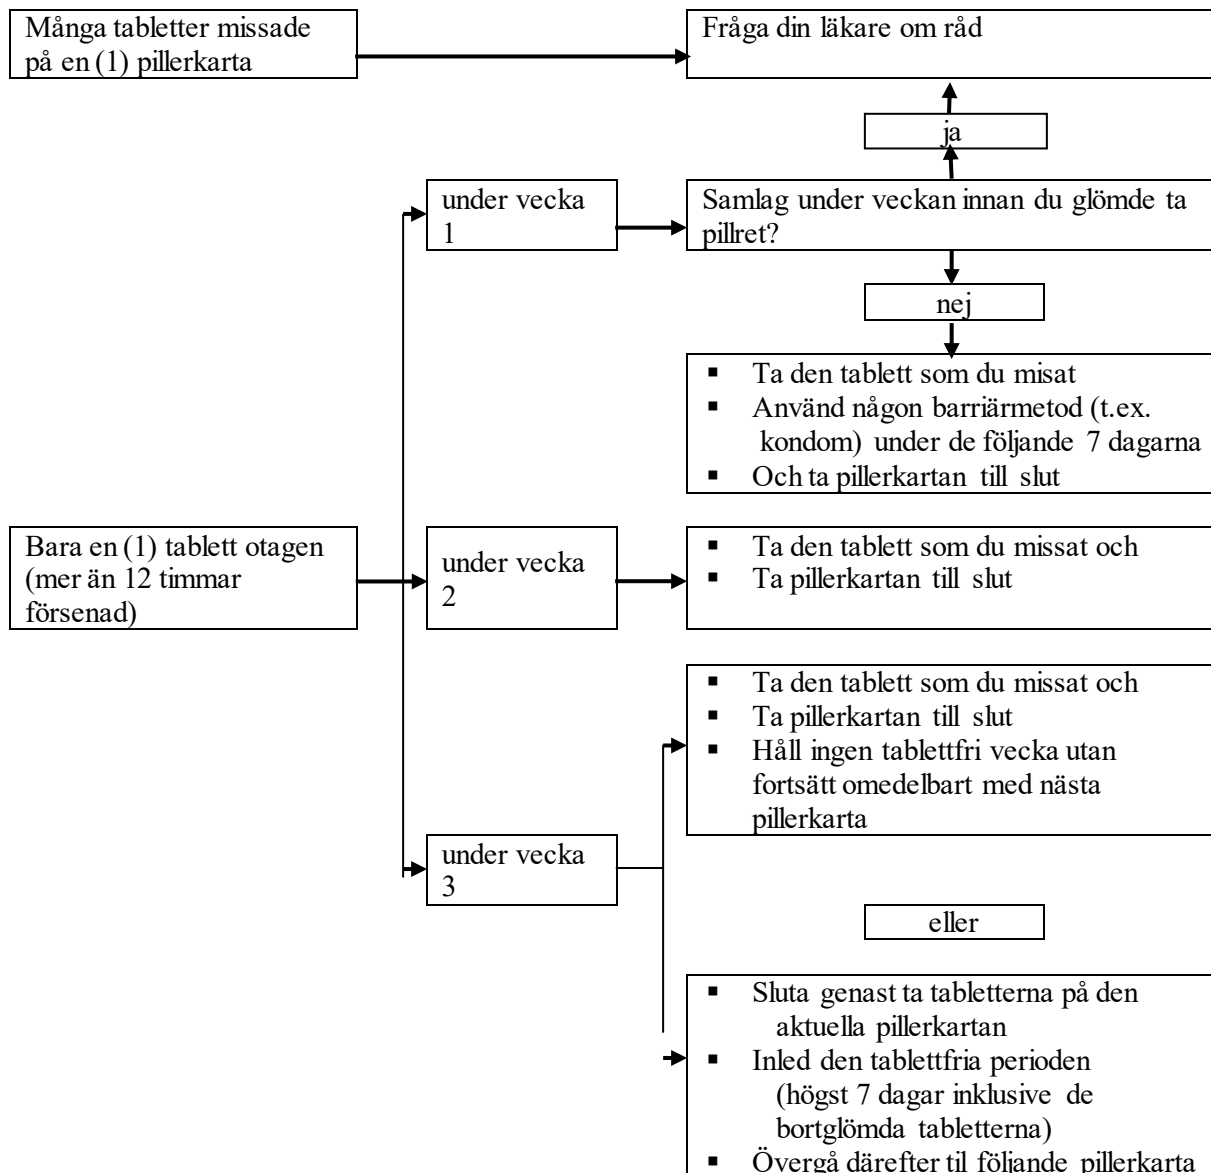 Många tabletter missade
på en (1) pillerkarta
Fråga din läkare om råd
ja
under vecka
1
Samlag under veckan innan du glömde ta
pillret?
nej
▪ Ta den tablett som du misat
▪ Använd någon barriärmetod (t.ex.
kondom) under de följande 7 dagarna
▪ Och ta pillerkartan till slut
Bara en (1) tablett otagen
(mer än 12 timmar
försenad)
under vecka
2
▪ Ta den tablett som du missat och
▪ Ta pillerkartan till slut
▪ Ta den tablett som du missat och
▪ Ta pillerkartan till slut
▪ Håll ingen tablettfri vecka utan
fortsätt omedelbart med nästa
pillerkarta
under vecka
3
eller
▪ Sluta genast ta tabletterna på den
aktuella pillerkartan
▪ Inled den tablettfria perioden
(högst 7 dagar inklusive de
bortglömda tabletterna)
▪ Övergå därefter til följande pillerkarta